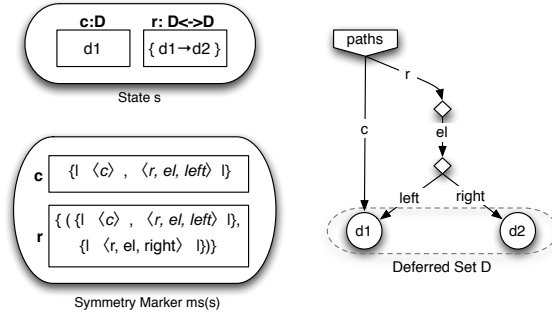 c:D r: D<->D
d1 { d1→d2 }
State s
c {| ⟨c⟩ , ⟨r, el, left⟩ |}
r { ({| ⟨c⟩ , ⟨r, el, left⟩ |},
{| ⟨r, el, right⟩ |})}
Symmetry Marker ms(s)
paths
r
c
el
left right
d1 d2
Deferred Set D